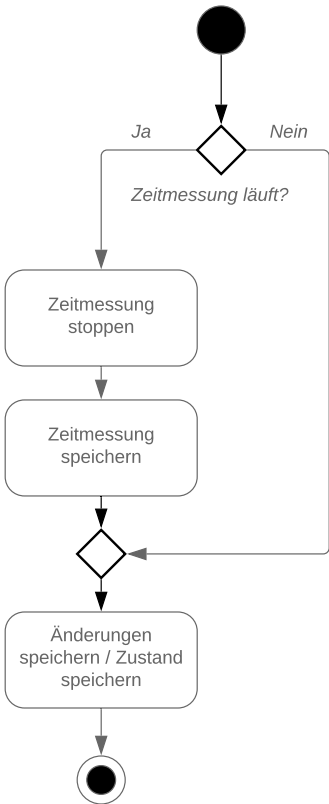 Ja
Nein
Zeitmessung läuft?
Zeitmessung
stoppen
Zeitmessung
speichern
Änderungen
speichern / Zustand
speichern